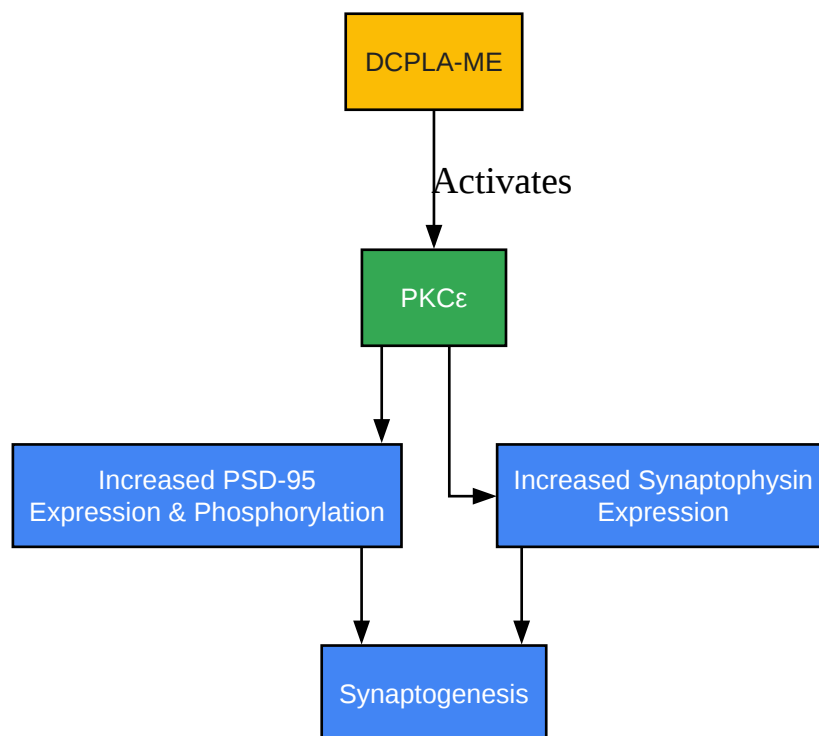 DCPLA-ME
Activates
PKCε
Increased PSD-95
Expression & Phosphorylation
Increased Synaptophysin
Expression
Synaptogenesis